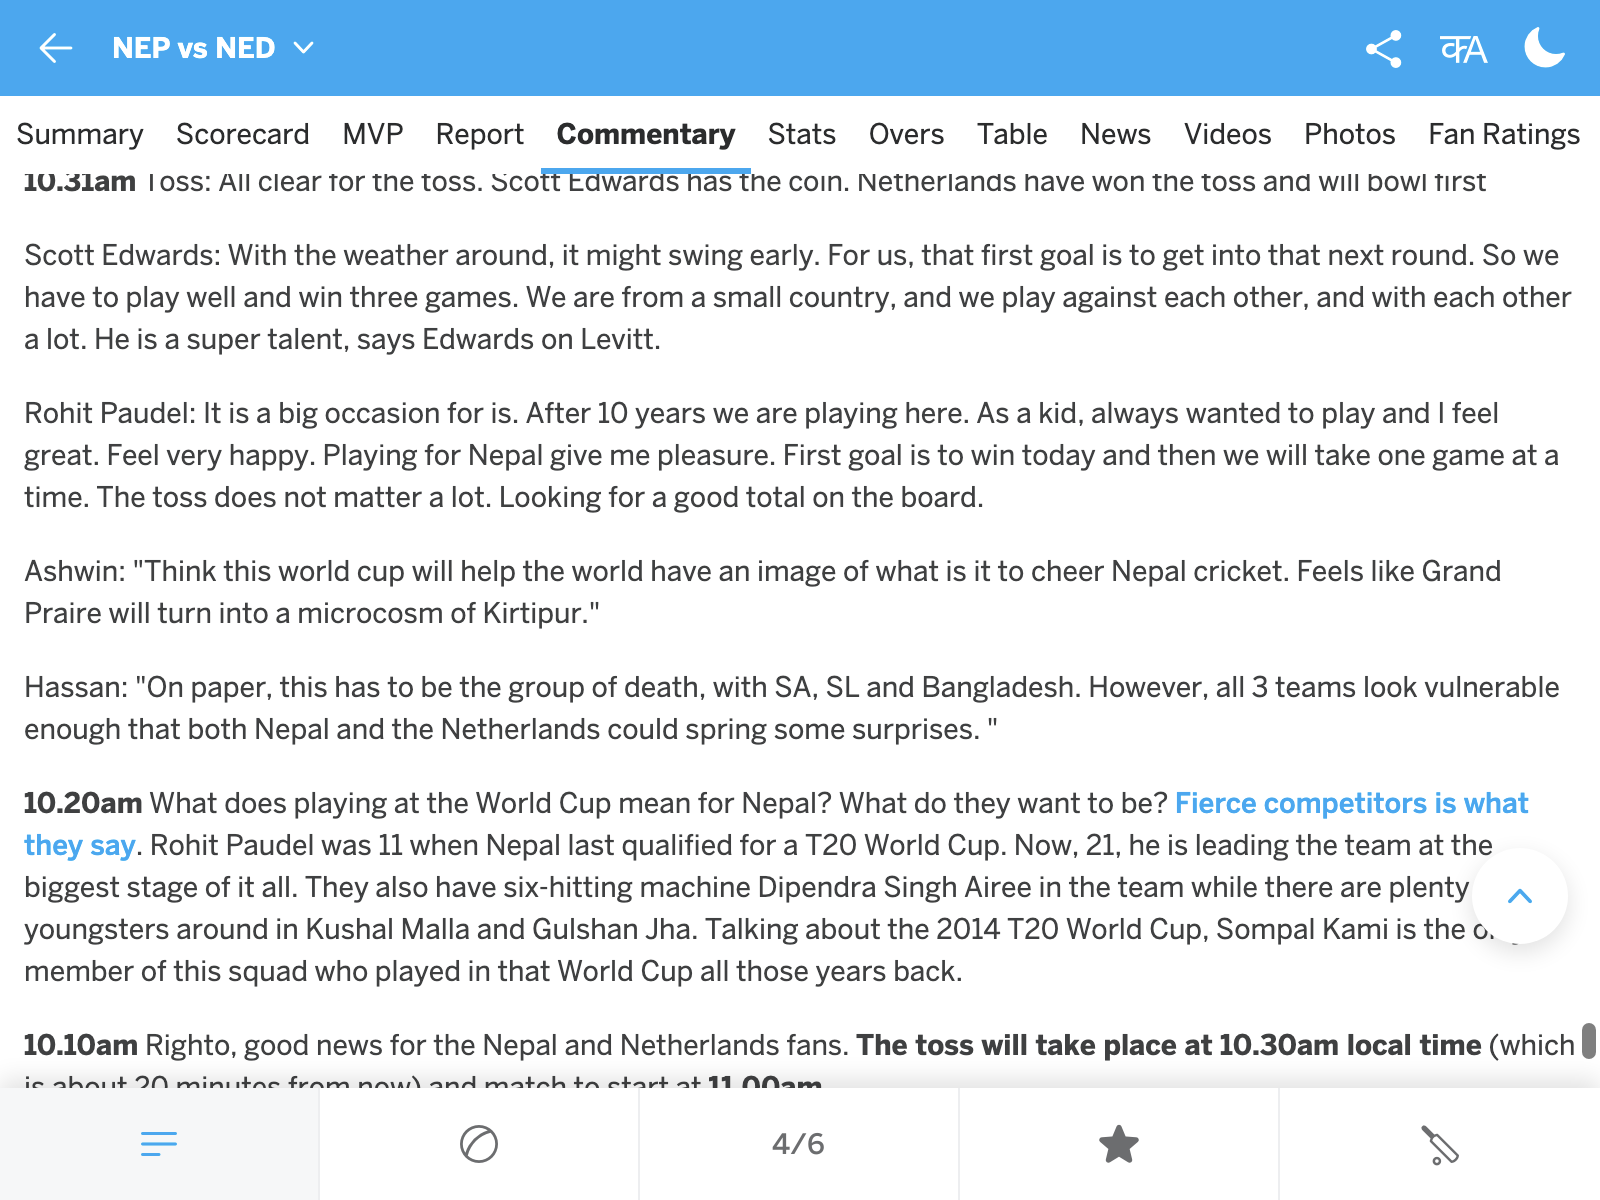 NEP vs NED
कA
Summary Scorecard MVP Report Commentary Stats Overs Table News Videos Photos Fan Ratings
10.31am Toss: All clear for the toss. Scott Edwards has the coin. Netherlands have won the toss and will bowl first
Scott Edwards: With the weather around, it might swing early. For us, that first goal is to get into that next round. So we
have to play well and win three games. We are from a small country, and we play against each other, and with each other
a lot. He is a super talent, says Edwards on Levitt.
Rohit Paudel: It is a big occasion for is. After 10 years we are playing here. As a kid, always wanted to play and I feel
great. Feel very happy. Playing for Nepal give me pleasure. First goal is to win today and then we will take one game at a
time. The toss does not matter a lot. Looking for a good total on the board.
Ashwin: "Think this world cup will help the world have an image of what is it to cheer Nepal cricket. Feels like Grand
Praire will turn into a microcosm of Kirtipur."
Hassan: "On paper, this has to be the group of death, with SA, SL and Bangladesh. However, all 3 teams look vulnerable
enough that both Nepal and the Netherlands could spring some surprises. "
10.20am What does playing at the World Cup mean for Nepal? What do they want to be? Fierce competitors is what
they say. Rohit Paudel was 11 when Nepal last qualified for a T20 World Cup. Now, 21, he is leading the team at the
biggest stage of it all. They also have six-hitting machine Dipendra Singh Airee in the team while there are plenty
youngsters around in Kushal Malla and Gulshan Jha. Talking about the 2014 T20 World Cup, Sompal Kami is the
member of this squad who played in that World Cup all those years back.
10.10am Righto, good news for the Nepal and Netherlands fans. The toss will take place at 10.30am local time (which
is about 20 minutes from now) and match to start at 11.00am
4/6